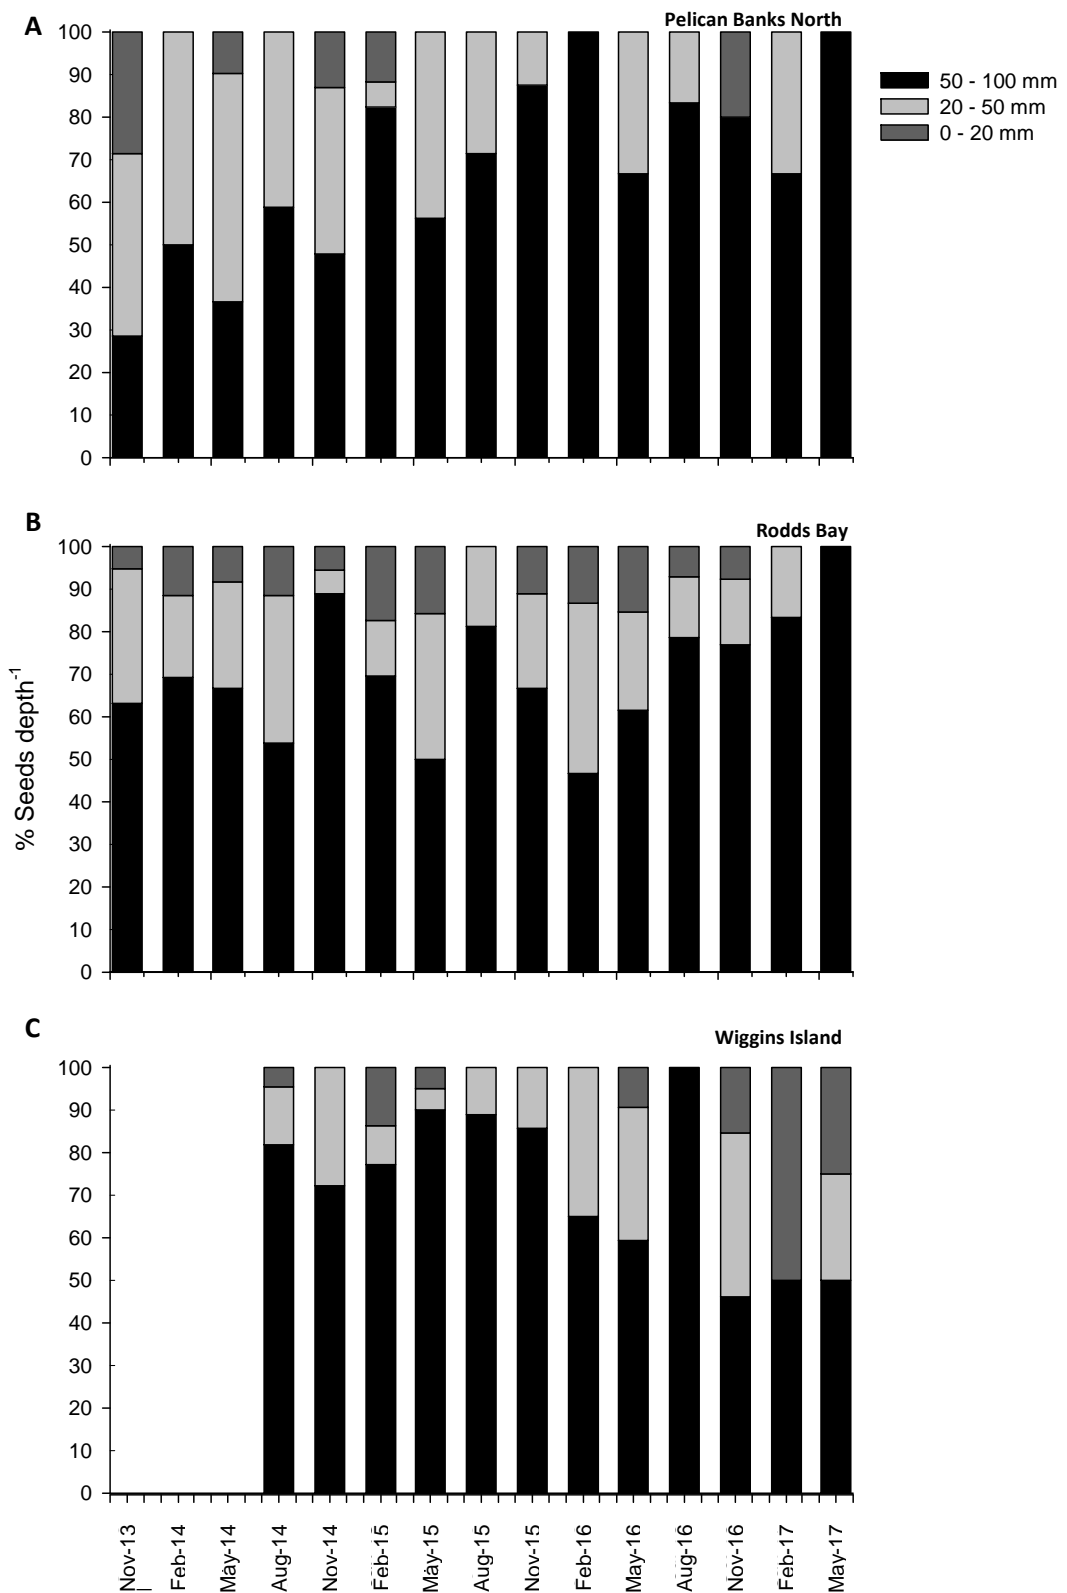 A
Pelican Banks North
100
90
80
70
60
50
40
30
20
10
0
50 - 100 mm
20 - 50 mm
0 - 20 mm
B
Rodds Bay
100
90
80
70
60
50
40
30
20
10
0
% Seeds depth⁻¹
C
Wiggins Island
100
90
80
70
60
50
40
30
20
10
0
Nov-13
Feb-14
May-14
Aug-14
Nov-14
Feb-15
May-15
Aug-15
Nov-15
Feb-16
May-16
Aug-16
Nov-16
Feb-17
May-17